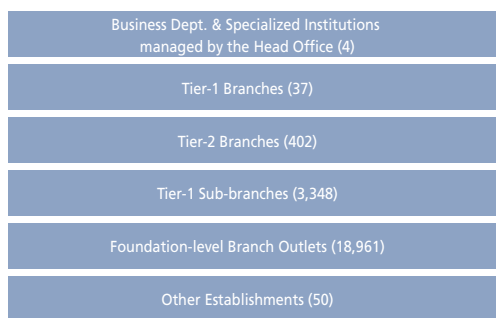 Business Dept. & Specialized Institutions
managed by the Head Office (4)
Tier-1 Branches (37)
Tier-2 Branches (402)
Tier-1 Sub-branches (3,348)
Foundation-level Branch Outlets (18,961)
Other Establishments (50)